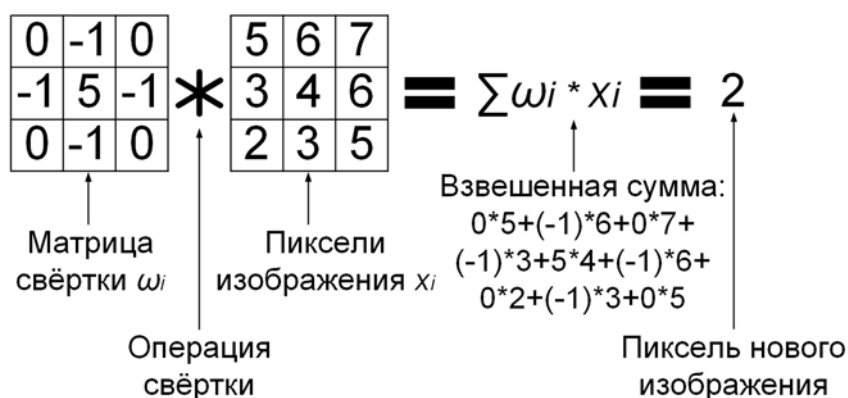 0 -1 0 5 6 7
-1 5 -1 * 3 4 6 = ∑ωi * xi = 2
0 -1 0 2 3 5
Взвешенная сумма:
0*5+(-1)*6+0*7+
(-1)*3+5*4+(-1)*6+
0*2+(-1)*3+0*5
Матрица
свёртки ωi
Пиксели
изображения xi
Операция
свёртки
Пиксель нового
изображения